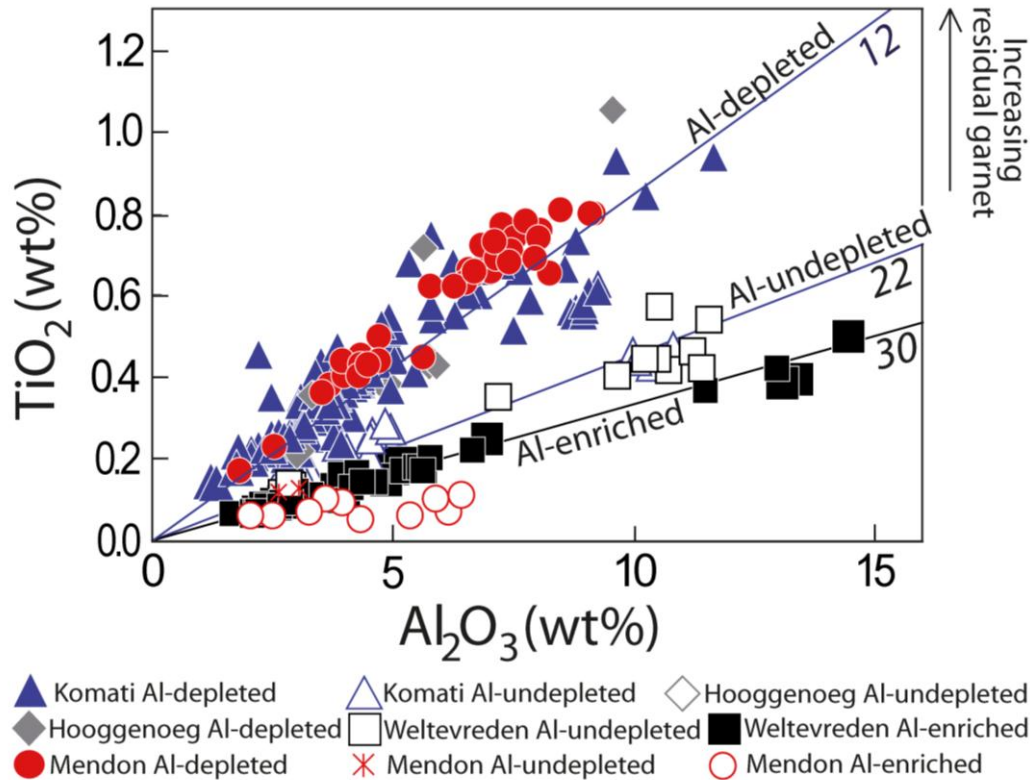 1.2
1.0
0.8
0.6
0.4
0.2
0.0
TiO2 (wt%)
0
5
10
15
Al2O3 (wt%)
Al-depleted
12
Al-undepleted
22
Al-enriched
30
Increasing
residual garnet
Komati Al-depleted
Komati Al-undepleted
Hooggenoeg Al-undepleted
Hooggenoeg Al-depleted
Weltevreden Al-undepleted
Weltevreden Al-enriched
Mendon Al-depleted
Mendon Al-undepleted
Mendon Al-enriched